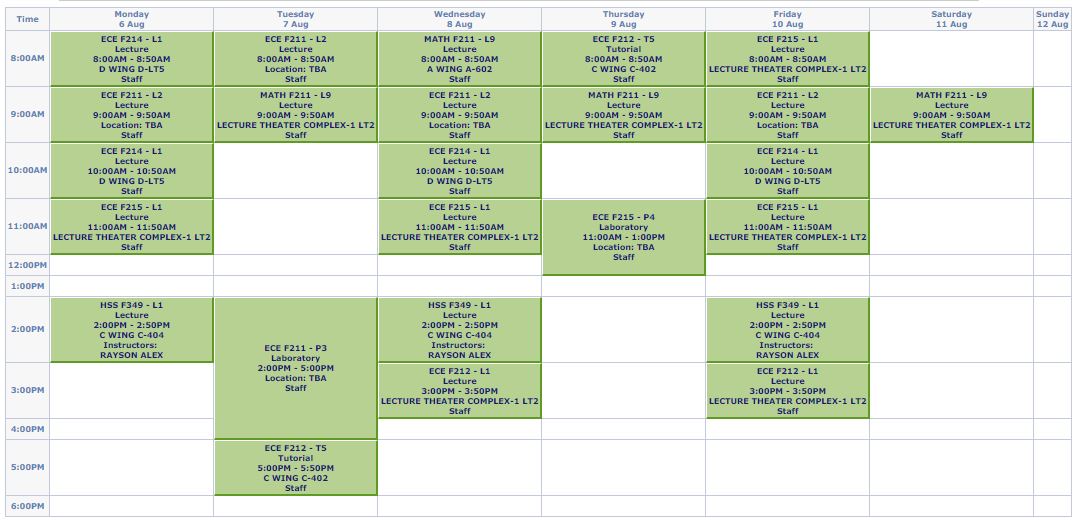 Time
Monday
6 Aug
Tuesday
7 Aug
Wednesday
8 Aug
Thursday
9 Aug
Friday
10 Aug
Saturday
11 Aug
Sunday
12 Aug
8:00AM
ECE F214 - L1
Lecture
8:00AM - 8:50AM
D WING D-LT5
Staff
ECE F211 - L2
Lecture
8:00AM - 8:50AM
Location: TBA
Staff
MATH F211 - L9
Lecture
8:00AM - 8:50AM
A WING A-602
Staff
ECE F212 - T5
Tutorial
8:00AM - 8:50AM
C WING C-402
Staff
ECE F215 - L1
Lecture
8:00AM - 8:50AM
LECTURE THEATER COMPLEX-1 LT2
Staff
9:00AM
ECE F211 - L2
Lecture
9:00AM - 9:50AM
Location: TBA
Staff
MATH F211 - L9
Lecture
9:00AM - 9:50AM
LECTURE THEATER COMPLEX-1 LT2
Staff
ECE F211 - L2
Lecture
9:00AM - 9:50AM
Location: TBA
Staff
MATH F211 - L9
Lecture
9:00AM - 9:50AM
LECTURE THEATER COMPLEX-1 LT2
Staff
ECE F211 - L2
Lecture
9:00AM - 9:50AM
Location: TBA
Staff
MATH F211 - L9
Lecture
9:00AM - 9:50AM
LECTURE THEATER COMPLEX-1 LT2
Staff
10:00AM
ECE F214 - L1
Lecture
10:00AM - 10:50AM
D WING D-LT5
Staff
ECE F214 - L1
Lecture
10:00AM - 10:50AM
D WING D-LT5
Staff
ECE F214 - L1
Lecture
10:00AM - 10:50AM
D WING D-LT5
Staff
11:00AM
ECE F215 - L1
Lecture
11:00AM - 11:50AM
LECTURE THEATER COMPLEX-1 LT2
Staff
ECE F215 - L1
Lecture
11:00AM - 11:50AM
LECTURE THEATER COMPLEX-1 LT2
Staff
ECE F215 - P4
Laboratory
11:00AM - 1:00PM
Location: TBA
Staff
ECE F215 - L1
Lecture
11:00AM - 11:50AM
LECTURE THEATER COMPLEX-1 LT2
Staff
12:00PM
1:00PM
2:00PM
HSS F349 - L1
Lecture
2:00PM - 2:50PM
C WING C-404
Instructors:
RAYSON ALEX
ECE F211 - P3
Laboratory
2:00PM - 5:00PM
Location: TBA
Staff
HSS F349 - L1
Lecture
2:00PM - 2:50PM
C WING C-404
Instructors:
RAYSON ALEX
HSS F349 - L1
Lecture
2:00PM - 2:50PM
C WING C-404
Instructors:
RAYSON ALEX
3:00PM
ECE F212 - L1
Lecture
3:00PM - 3:50PM
LECTURE THEATER COMPLEX-1 LT2
Staff
ECE F212 - L1
Lecture
3:00PM - 3:50PM
LECTURE THEATER COMPLEX-1 LT2
Staff
4:00PM
5:00PM
ECE F212 - T5
Tutorial
5:00PM - 5:50PM
C WING C-402
Staff
6:00PM